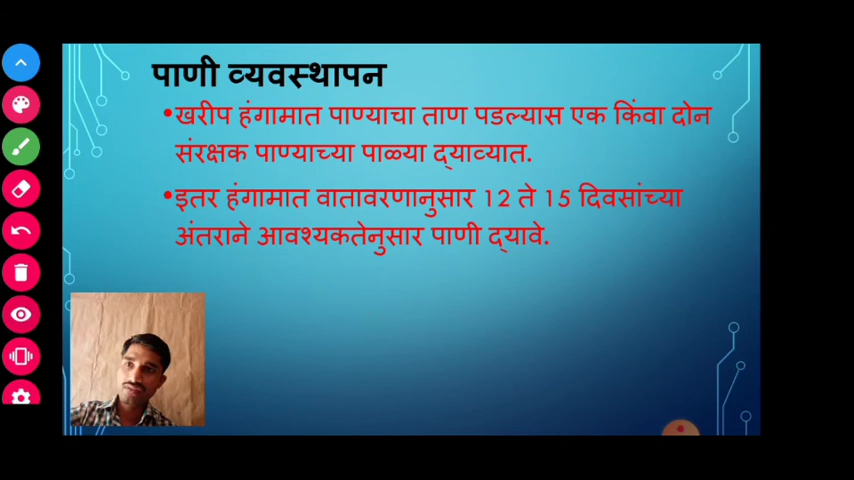 पाणी व्यवस्थापन
•खरीप हंगामात पाण्याचा ताण पडल्यास एक किंवा दोन
संरक्षक पाण्याच्या पाळ्या द्याव्यात.
•इतर हंगामात वातावरणानुसार 12 ते 15 दिवसांच्या
अंतराने आवश्यकतेनुसार पाणी द्यावे.